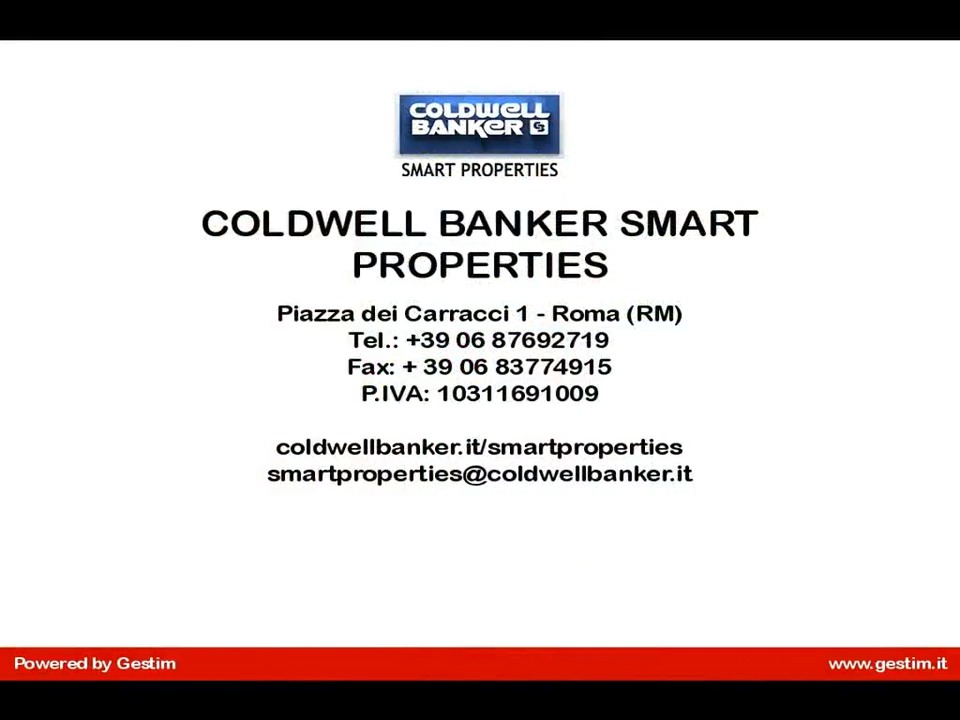 COLDWELL
BANKER CB
SMART PROPERTIES
COLDWELL BANKER SMART
PROPERTIES
Piazza dei Carracci 1 - Roma (RM)
Tel.: +39 06 87692719
Fax: + 39 06 83774915
P.IVA: 10311691009
coldwellbanker.it/smartproperties
smartproperties@coldwellbanker.it
Powered by Gestim
www.gestim.it